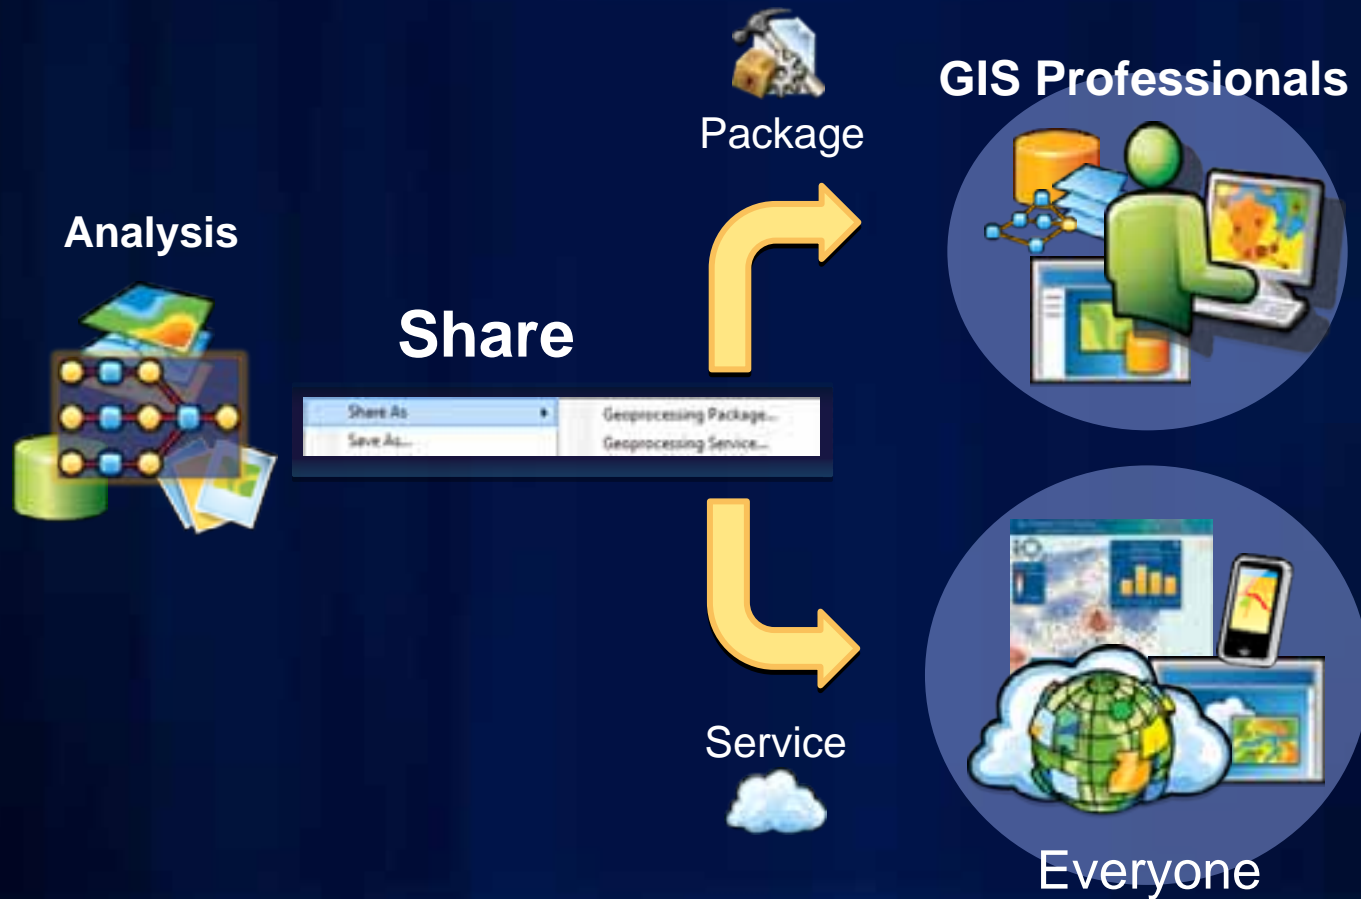 Analysis
Share
Share As
Save As...
Geoprocessing Package...
Geoprocessing Service...
Package
GIS Professionals
Service
Everyone